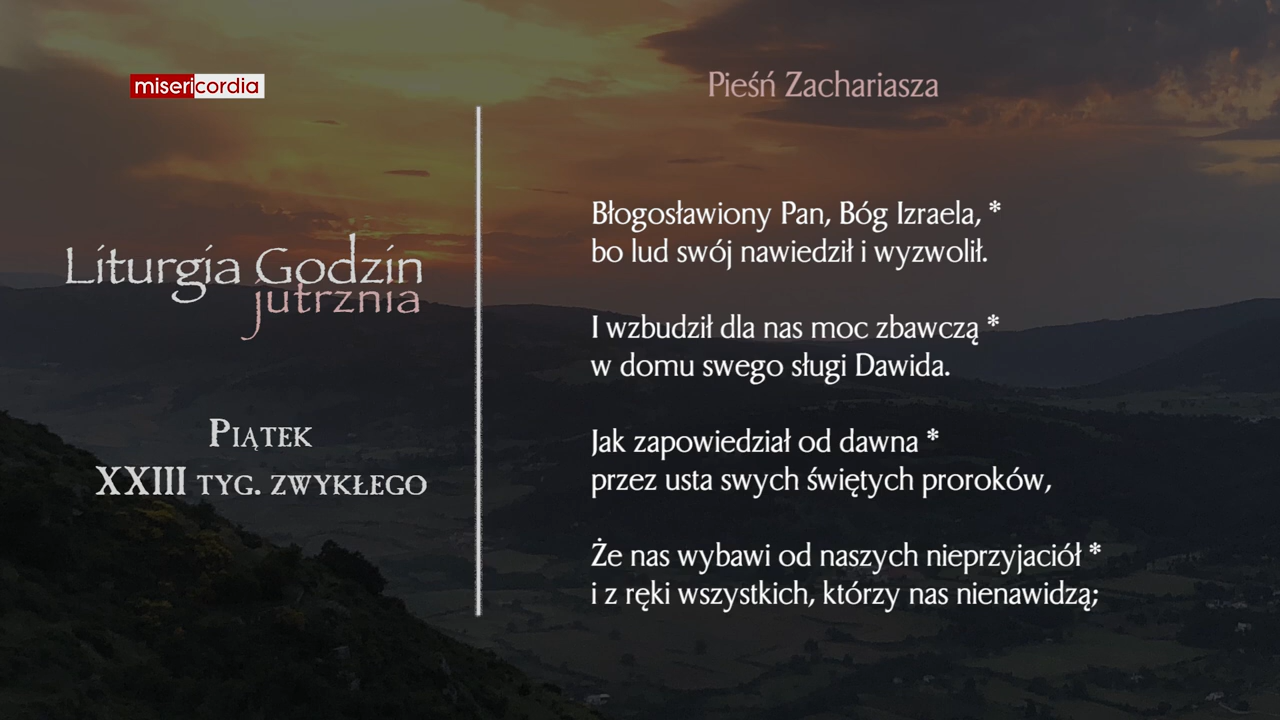 misericordia
Liturgia Godzin
jutrznia
Piątek
XXIII tyg. zwykłego
Pieśń Zachariasza
Błogosławiony Pan, Bóg Izraela, *
bo lud swój nawiedził i wyzwolił.
I wzbudził dla nas moc zbawczą *
w domu swego sługi Dawida.
Jak zapowiedział od dawna *
przez usta swych świętych proroków,
Że nas wybawi od naszych nieprzyjaciół *
i z ręki wszystkich, którzy nas nienawidzą;